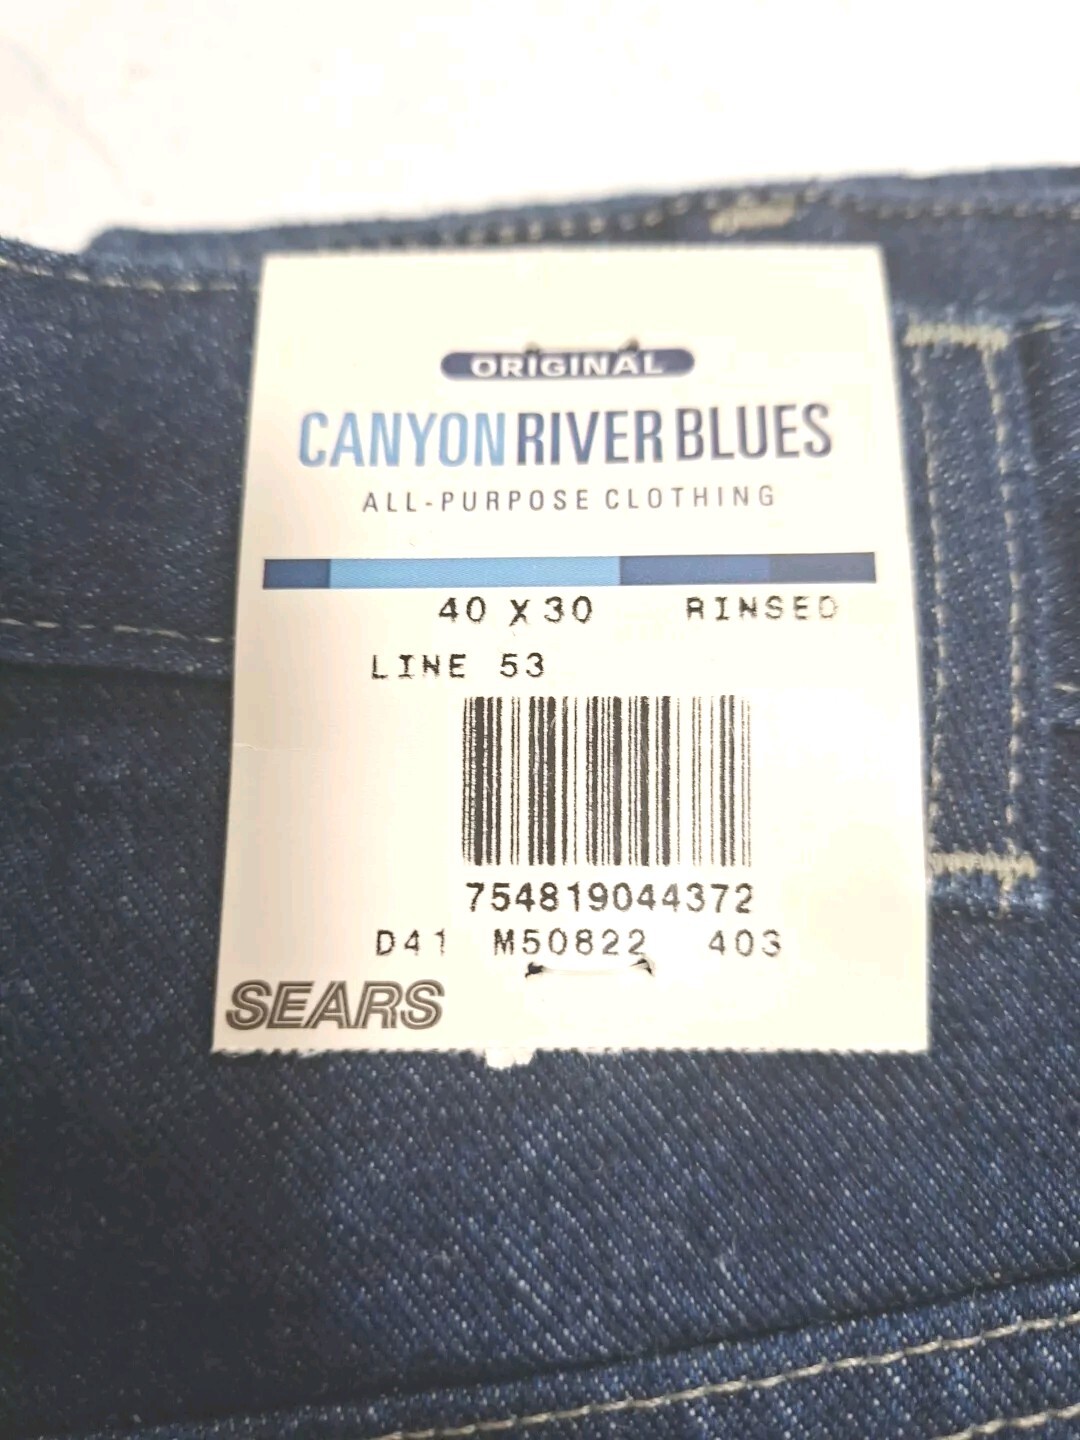 ORIGINAL
CANYON RIVER BLUES
ALL-PURPOSE CLOTHING
40 X 30 RINSED
LINE 53
754819044372
D41 M50822 403
SEARS